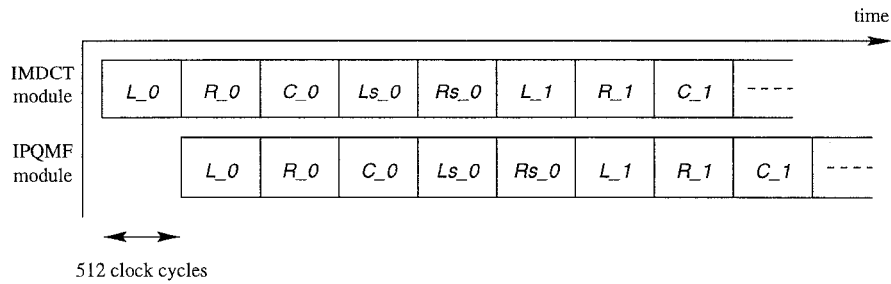 time
IMDCT
module
L_0 R_0 C_0 Ls_0 Rs_0 L_1 R_1 C_1 ----
IPQMF
module
L_0 R_0 C_0 Ls_0 Rs_0 L_1 R_1 C_1 ----
512 clock cycles